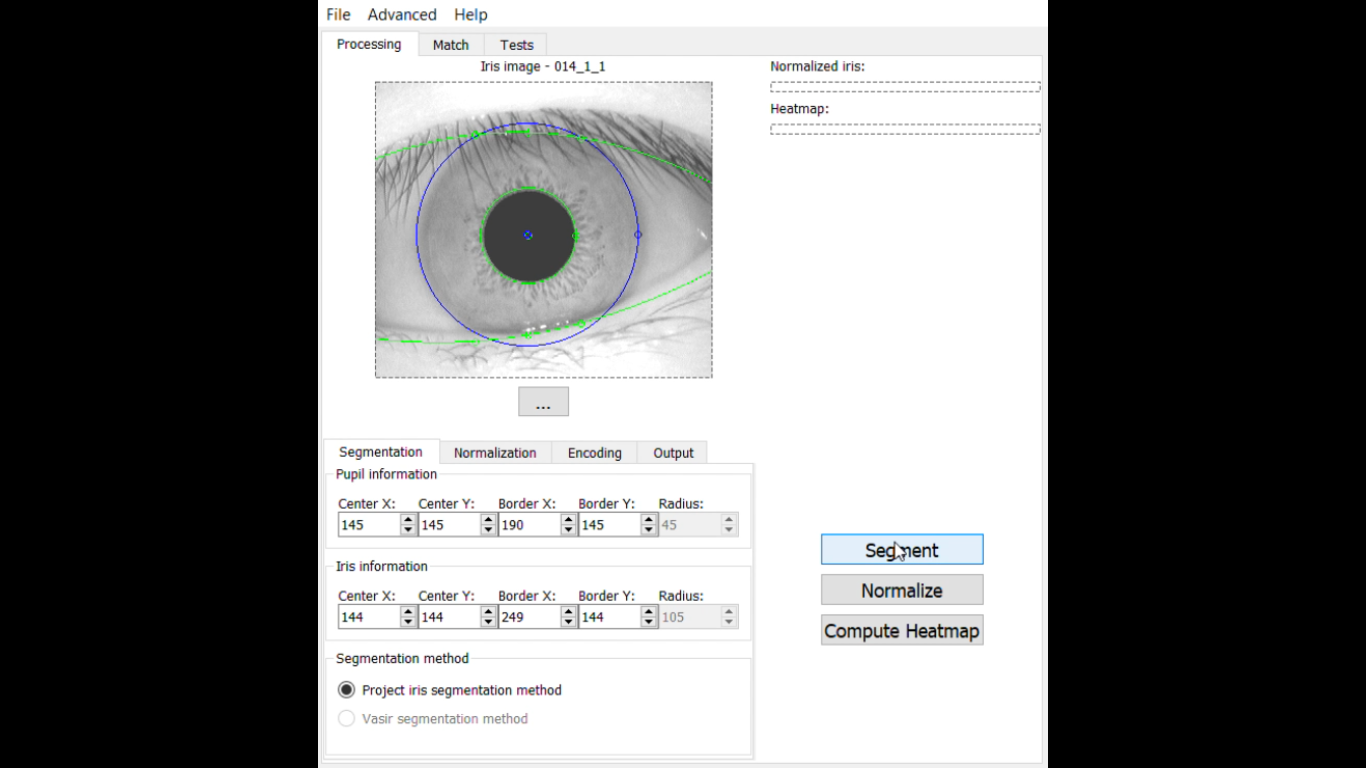 File Advanced Help
Processing Match Tests
Iris image - 014_1_1
Normalized iris:
Heatmap:
...
Segmentation Normalization Encoding Output
Pupil information
Center X: Center Y: Border X: Border Y: Radius:
145 145 190 145 45
Iris information
Center X: Center Y: Border X: Border Y: Radius:
144 144 249 144 105
Segmentation method
Project iris segmentation method
Vasir segmentation method
Segment
Normalize
Compute Heatmap